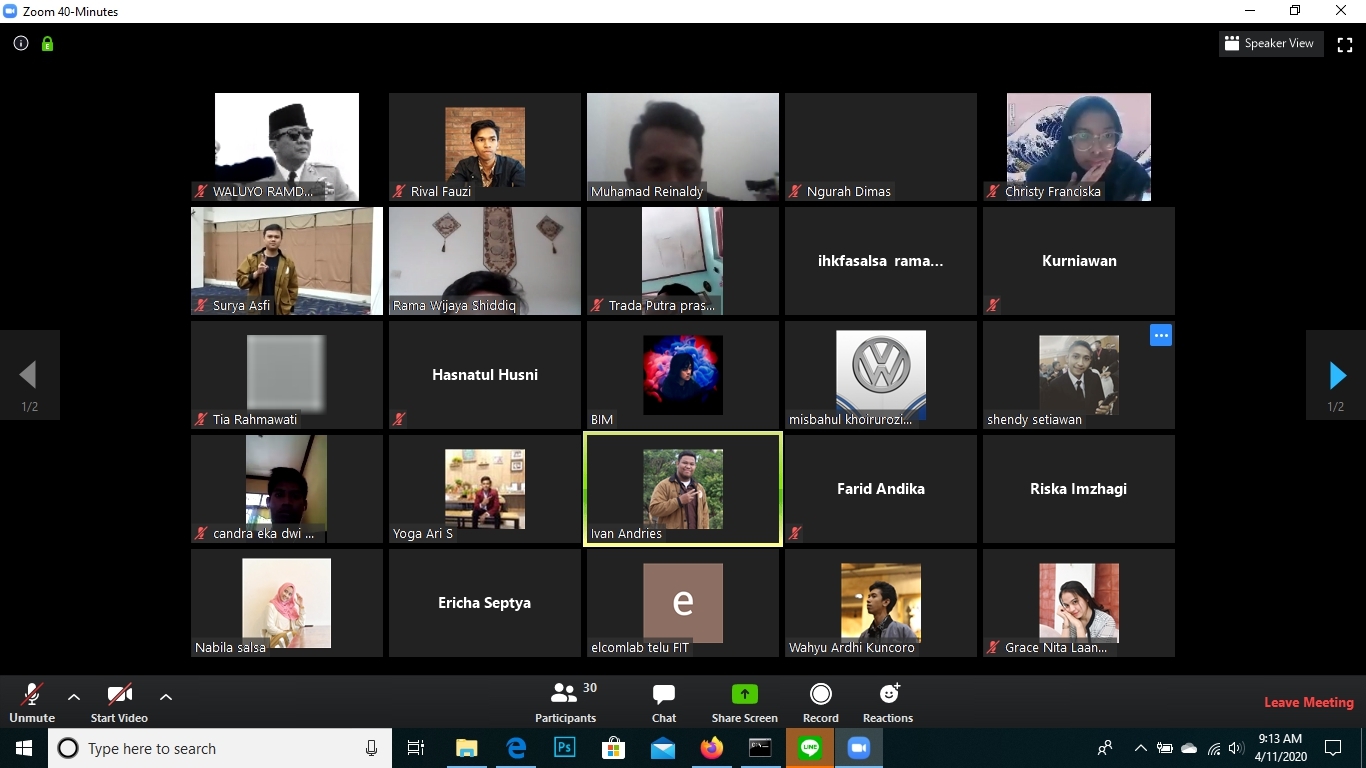 Zoom 40-Minutes
Speaker View
WALUYO RAMD...
Rival Fauzi
Muhamad Reinaldy
Ngurah Dimas
Christy Franciska
Surya Asfi
Rama Wijaya Shiddiq
Trada Putra pras...
ihkfasalsa rama...
Kurniawan
1/2
1/2
Tia Rahmawati
Hasnatul Husni
BIM
misbahul khoirurozi...
shendy setiawan
candra eka dwi ...
Yoga Ari S
Ivan Andries
Farid Andika
Riska Imzhagi
Nabila salsa
Ericha Septya
e
elcomlab telu FIT
Wahyu Ardhi Kuncoro
Grace Nita Laan...
Unmute
Start Video
Participants
30
Chat
Share Screen
Record
Reactions
Leave Meeting
Type here to search
Ps
LINE
9:13 AM
4/11/2020